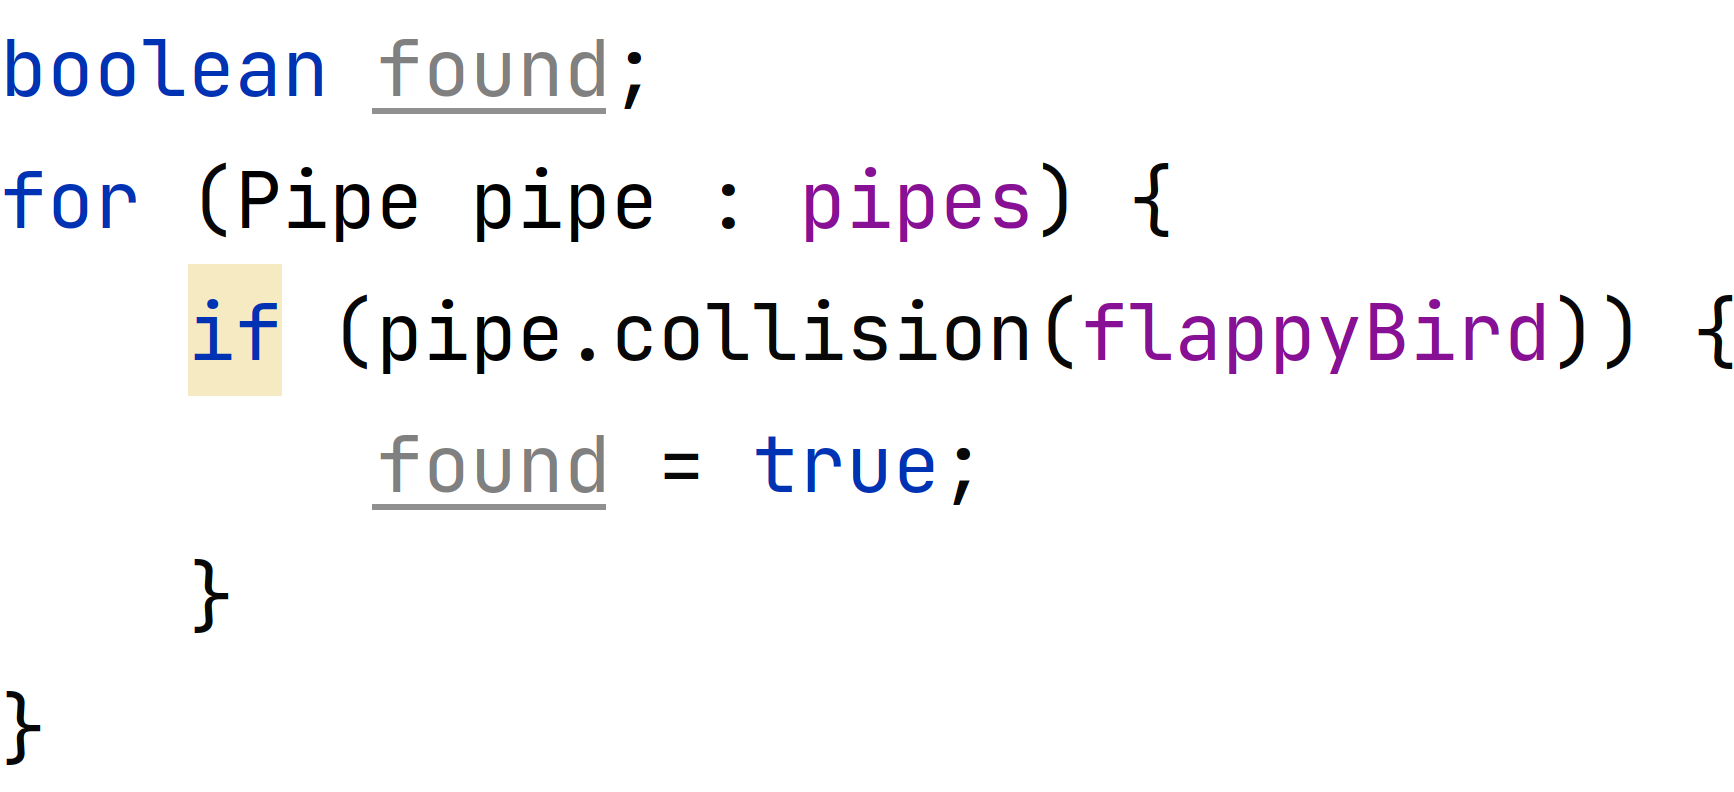 boolean found;
for (Pipe pipe : pipes) {
    if (pipe.collision(flappyBird)) {
        found = true;
    }
}